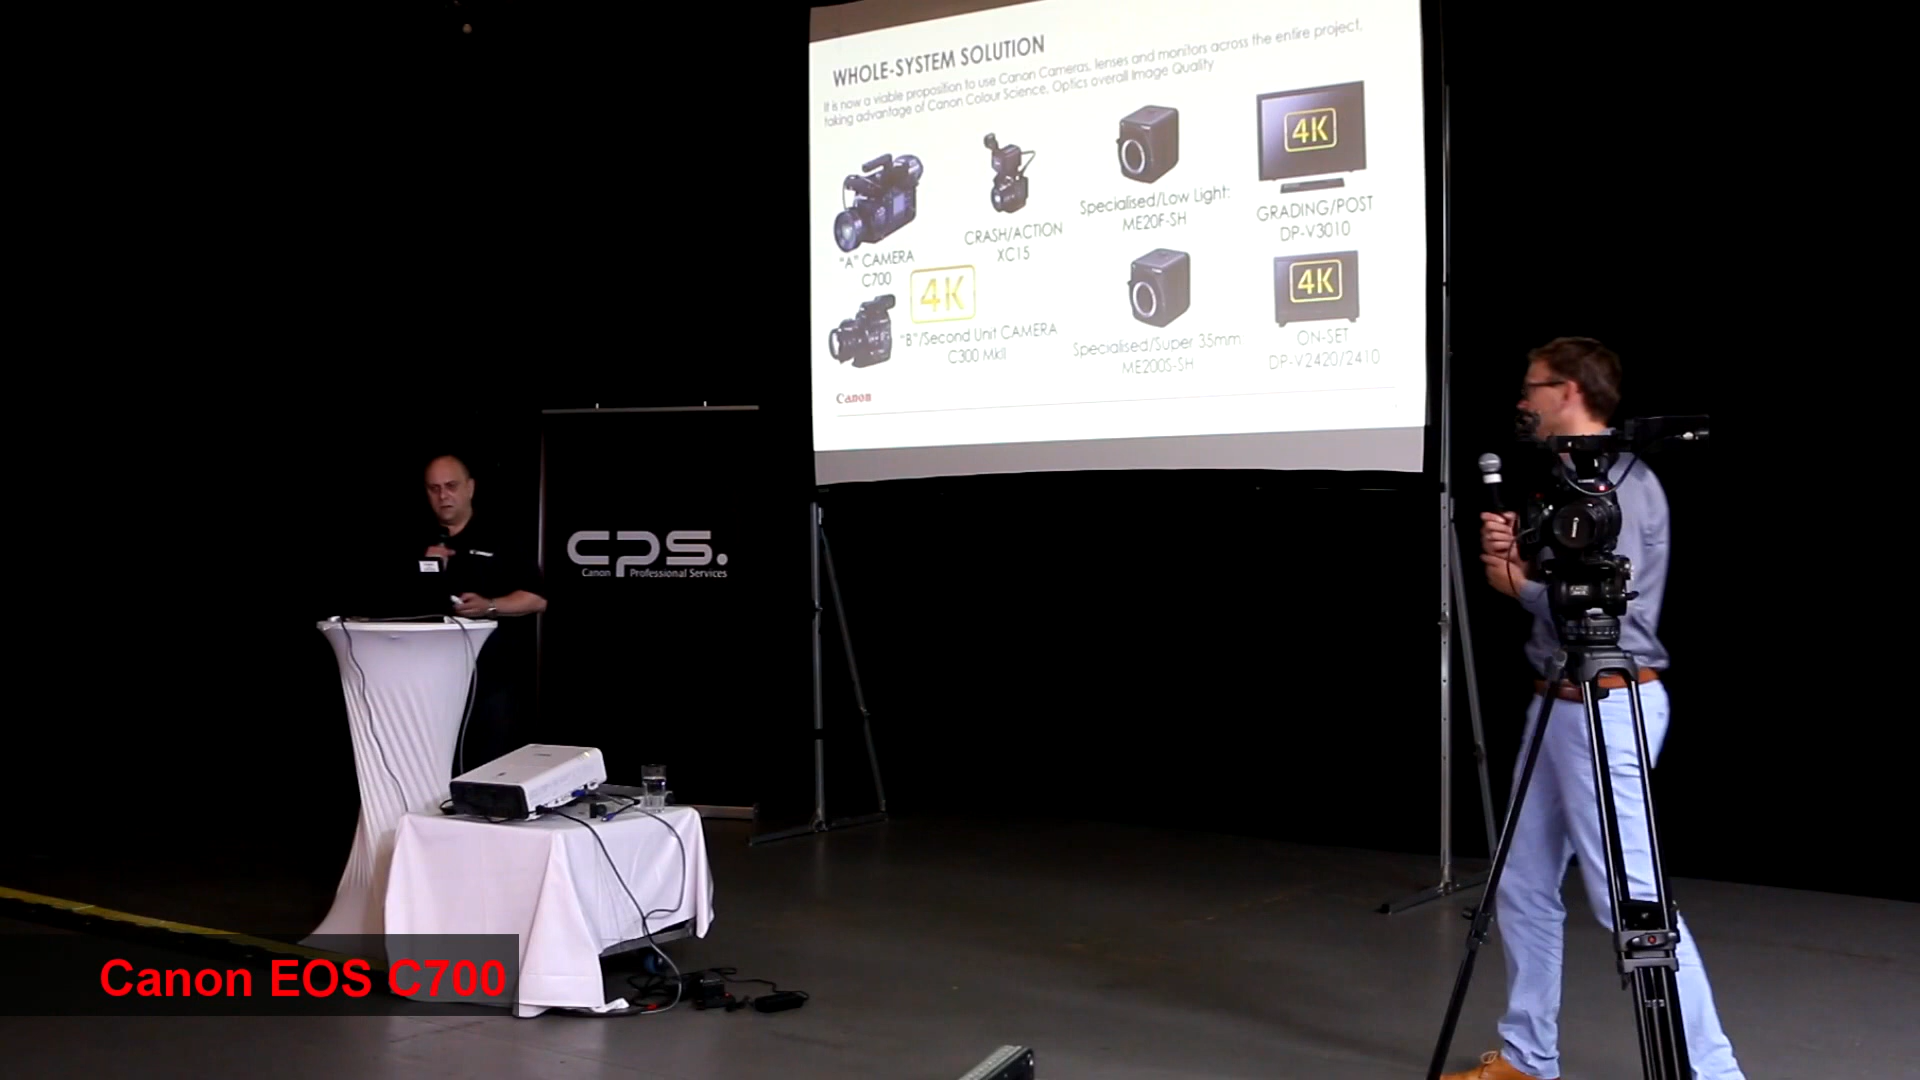 WHOLE-SYSTEM SOLUTION
It is now a viable proposition to use Canon Cameras, lenses and monitors across the entire project,
taking advantage of Canon Colour Science, Optics overall Image Quality
4K
"A" CAMERA
C700
CRASH/ACTION
XC15
Specialised/Low Light:
ME20F-SH
GRADING/POST
DP-V3010
4K
4K
"B"/Second Unit CAMERA
C300 MkII
Specialised/Super 35mm
ME200S-SH
ON-SET
DP-V2420/2410
Canon
cps.
Canon Professional Services
Canon EOS C700